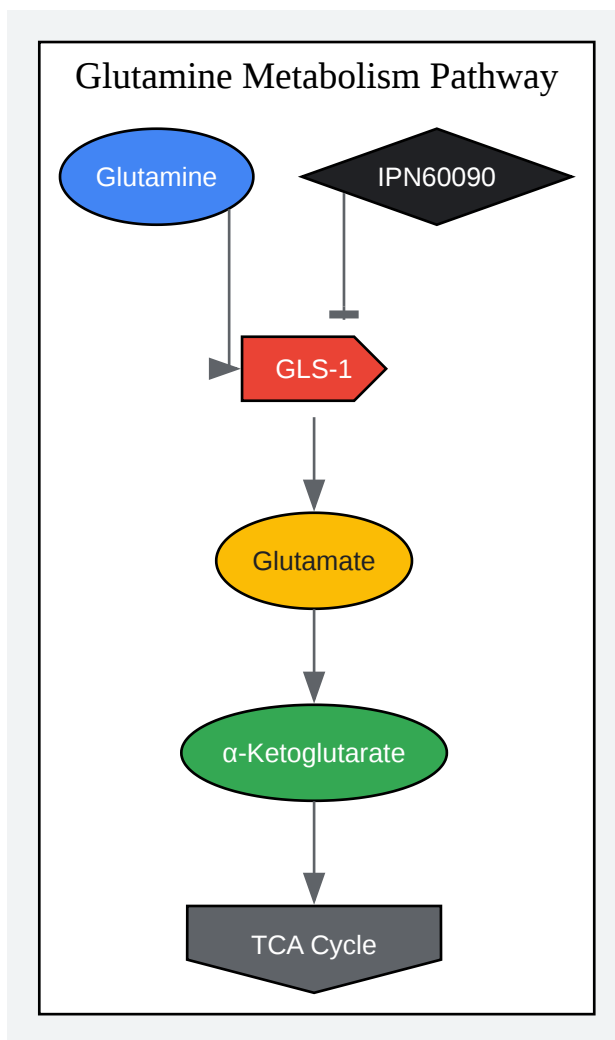 Glutamine Metabolism Pathway
Glutamine
IPN60090
GLS-1
Glutamate
α-Ketoglutarate
TCA Cycle